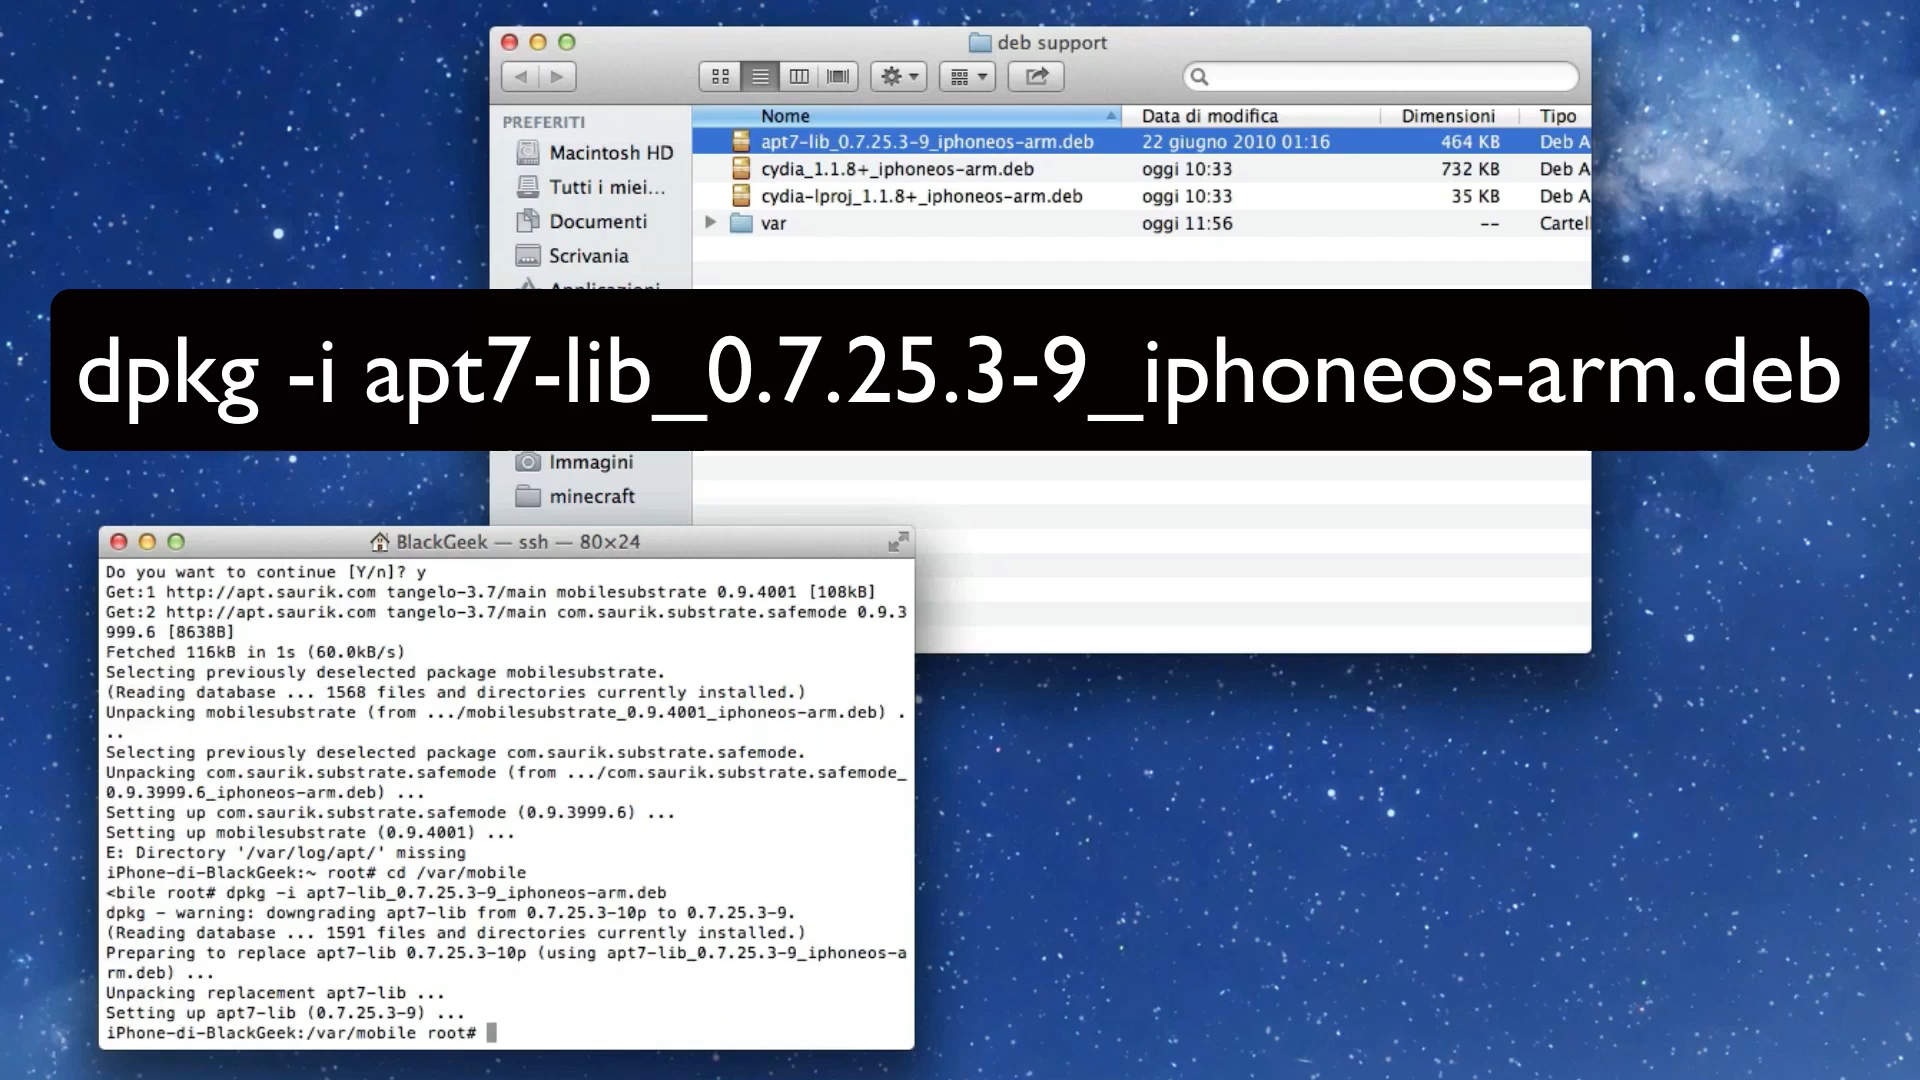 deb support
Nome Data di modifica Dimensioni Tipo
PREFERITI
Macintosh HD
Tutti i miei...
Documenti
Scrivania
Applicazioni
apt7-lib_0.7.25.3-9_iphoneos-arm.deb 22 giugno 2010 01:16 464 KB Deb A
cydia_1.1.8+_iphoneos-arm.deb oggi 10:33 732 KB Deb A
cydia-lproj_1.1.8+_iphoneos-arm.deb oggi 10:33 35 KB Deb A
var oggi 11:56 -- Cartel
dpkg -i apt7-lib_0.7.25.3-9_iphoneos-arm.deb
Immagini
minecraft
BlackGeek — ssh — 80×24
Do you want to continue [Y/n]? y
Get:1 http://apt.saurik.com tangelo-3.7/main mobilesubstrate 0.9.4001 [108kB]
Get:2 http://apt.saurik.com tangelo-3.7/main com.saurik.substrate.safemode 0.9.3
999.6 [8638B]
Fetched 116kB in 1s (60.0kB/s)
Selecting previously deselected package mobilesubstrate.
(Reading database ... 1568 files and directories currently installed.)
Unpacking mobilesubstrate (from .../mobilesubstrate_0.9.4001_iphoneos-arm.deb) .
..
Selecting previously deselected package com.saurik.substrate.safemode.
Unpacking com.saurik.substrate.safemode (from .../com.saurik.substrate.safemode_
0.9.3999.6_iphoneos-arm.deb) ...
Setting up com.saurik.substrate.safemode (0.9.3999.6) ...
Setting up mobilesubstrate (0.9.4001) ...
E: Directory '/var/log/apt/' missing
iPhone-di-BlackGeek:~ root# cd /var/mobile
<bile root# dpkg -i apt7-lib_0.7.25.3-9_iphoneos-arm.deb
dpkg - warning: downgrading apt7-lib from 0.7.25.3-10p to 0.7.25.3-9.
(Reading database ... 1591 files and directories currently installed.)
Preparing to replace apt7-lib 0.7.25.3-10p (using apt7-lib_0.7.25.3-9_iphoneos-a
rm.deb) ...
Unpacking replacement apt7-lib ...
Setting up apt7-lib (0.7.25.3-9) ...
iPhone-di-BlackGeek:/var/mobile root#